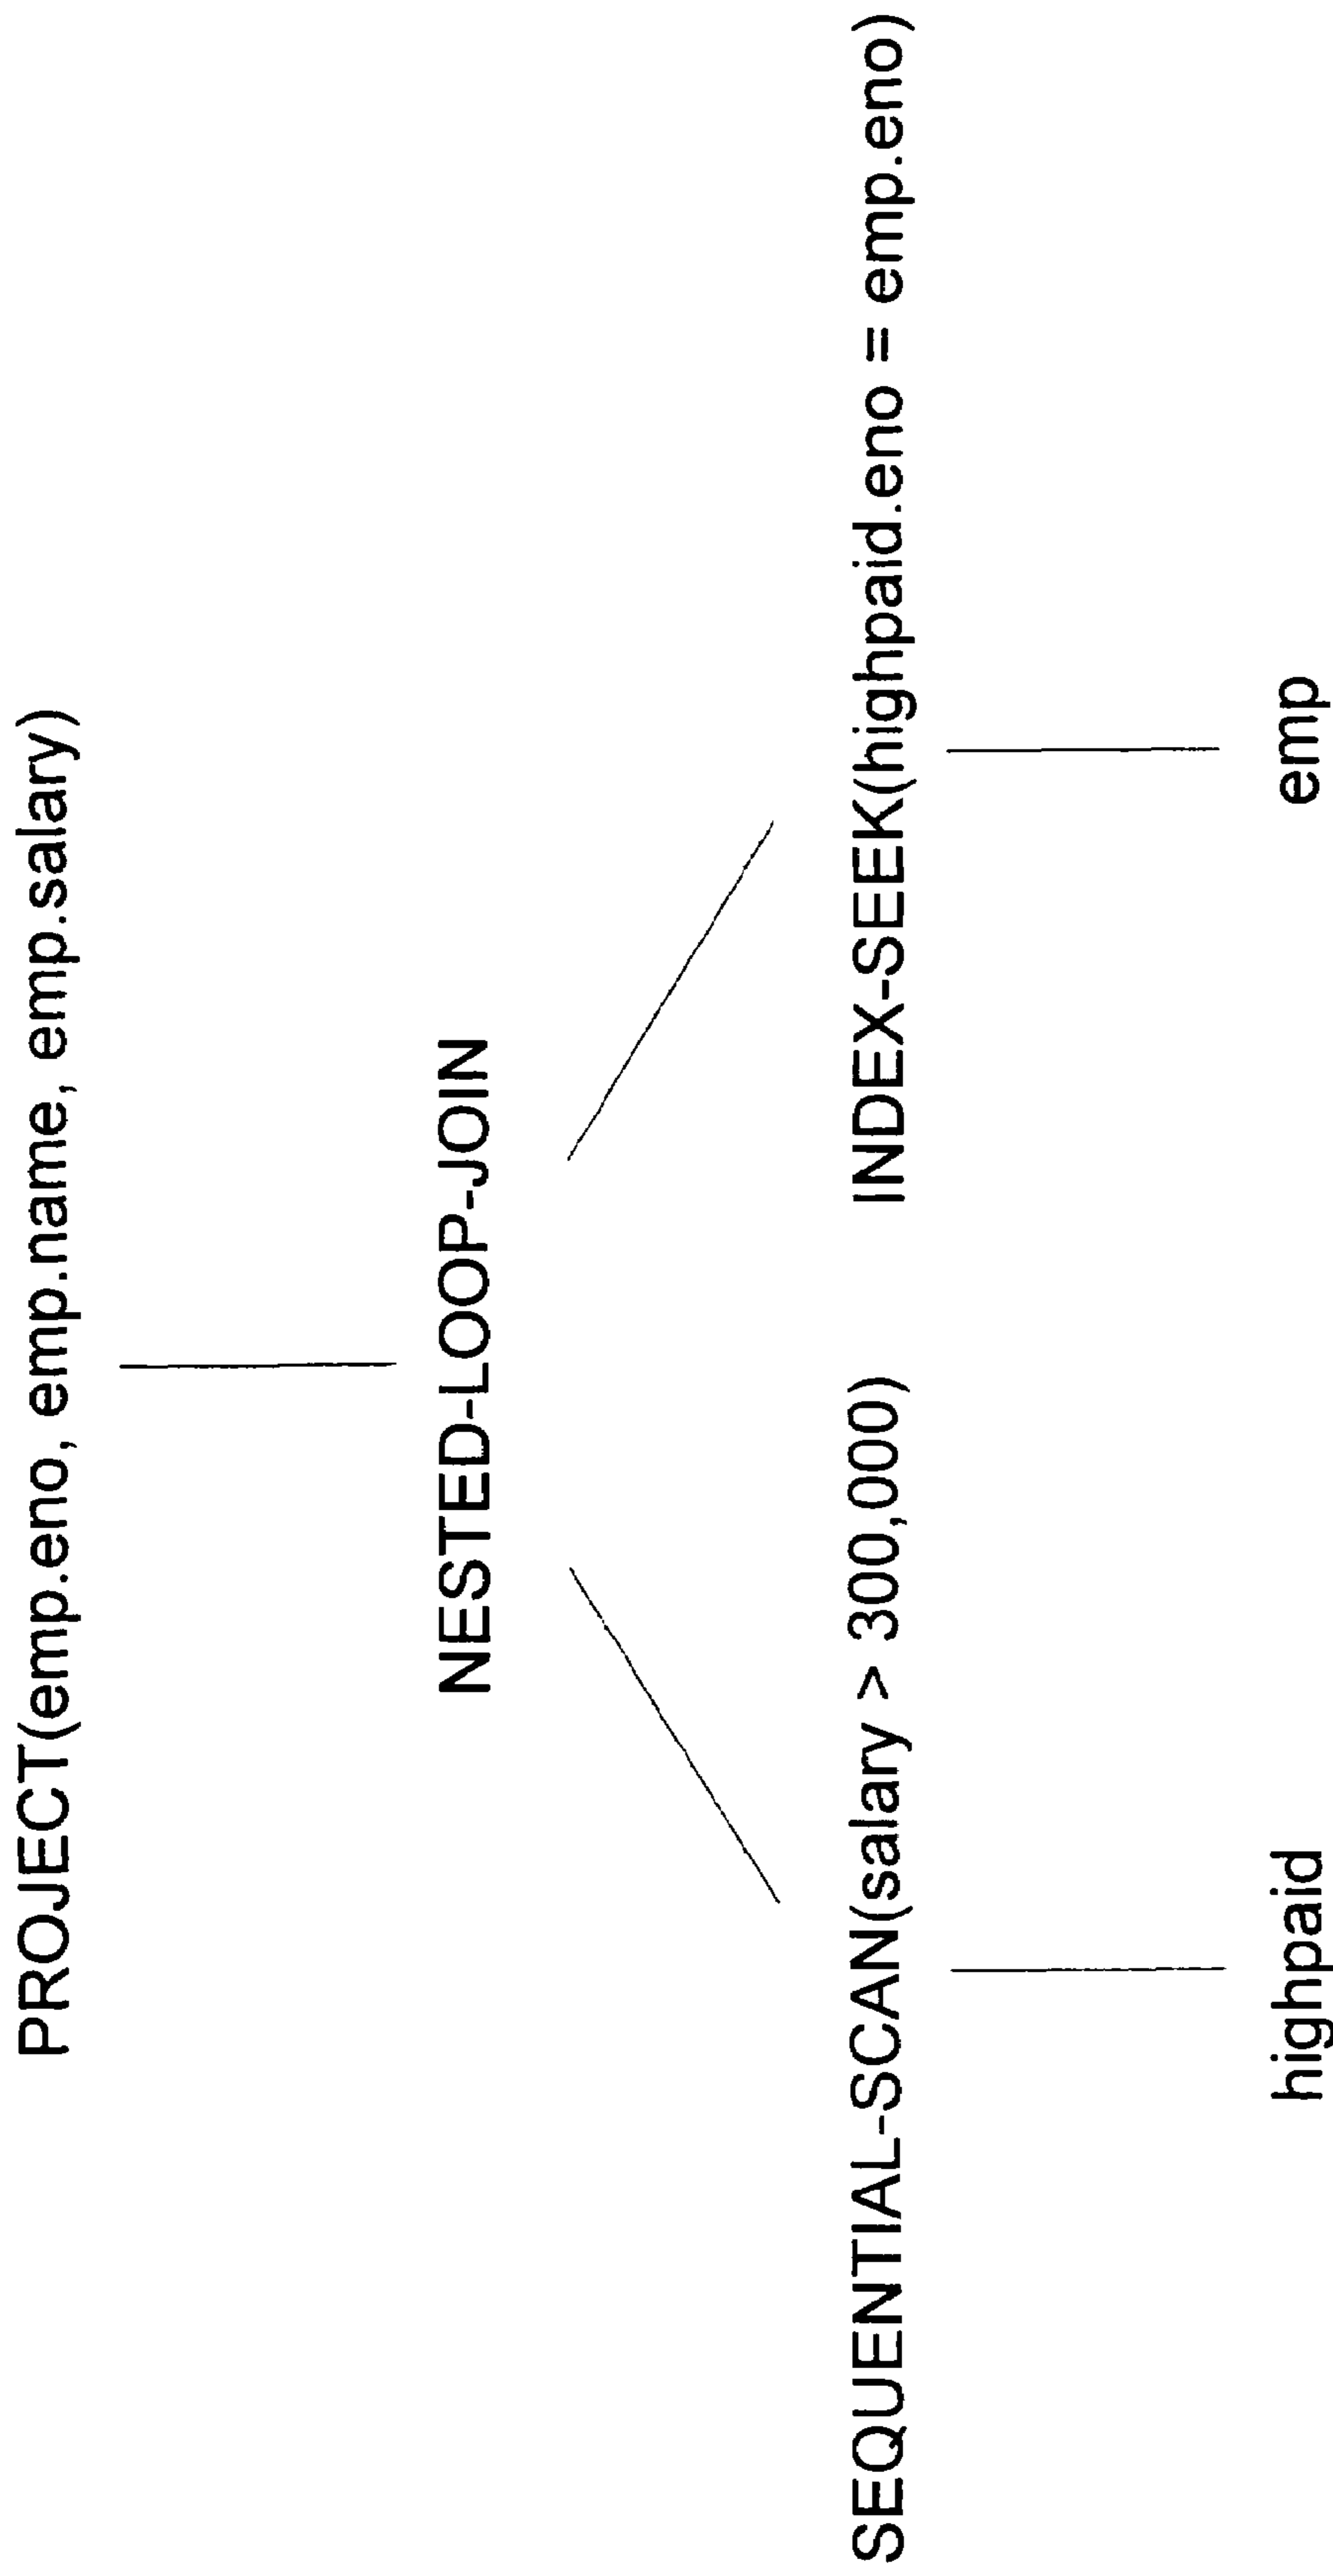 PROJECT(emp.eno, emp.name, emp.salary)
NESTED-LOOP-JOIN
SEQUENTIAL-SCAN(salary > 300,000)
INDEX-SEEK(highpaid.eno = emp.eno)
highpaid
emp